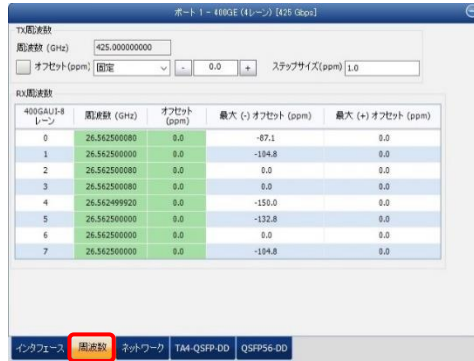 ポート 1 - 400GE (4レーン) [425 Gbps]
TX周波数
周波数 (GHz) 425.000000000
オフセット(ppm) 固定 - 0.0 + ステップサイズ(ppm) 1.0
RX周波数
400GAUI-8 レーン 周波数 (GHz) オフセット (ppm) 最大 (-) オフセット (ppm) 最大 (+) オフセット (ppm)
0 26.562500080 0.0 -87.1 0.0
1 26.562500000 0.0 -104.8 0.0
2 26.562500080 0.0 0.0 0.0
3 26.562500080 0.0 0.0 0.0
4 26.562499920 0.0 -150.0 0.0
5 26.562500000 0.0 -132.8 0.0
6 26.562500000 0.0 0.0 0.0
7 26.562500000 0.0 -104.8 0.0
インタフェース 周波数 ネットワーク TA4-QSFP-DD QSFP56-DD